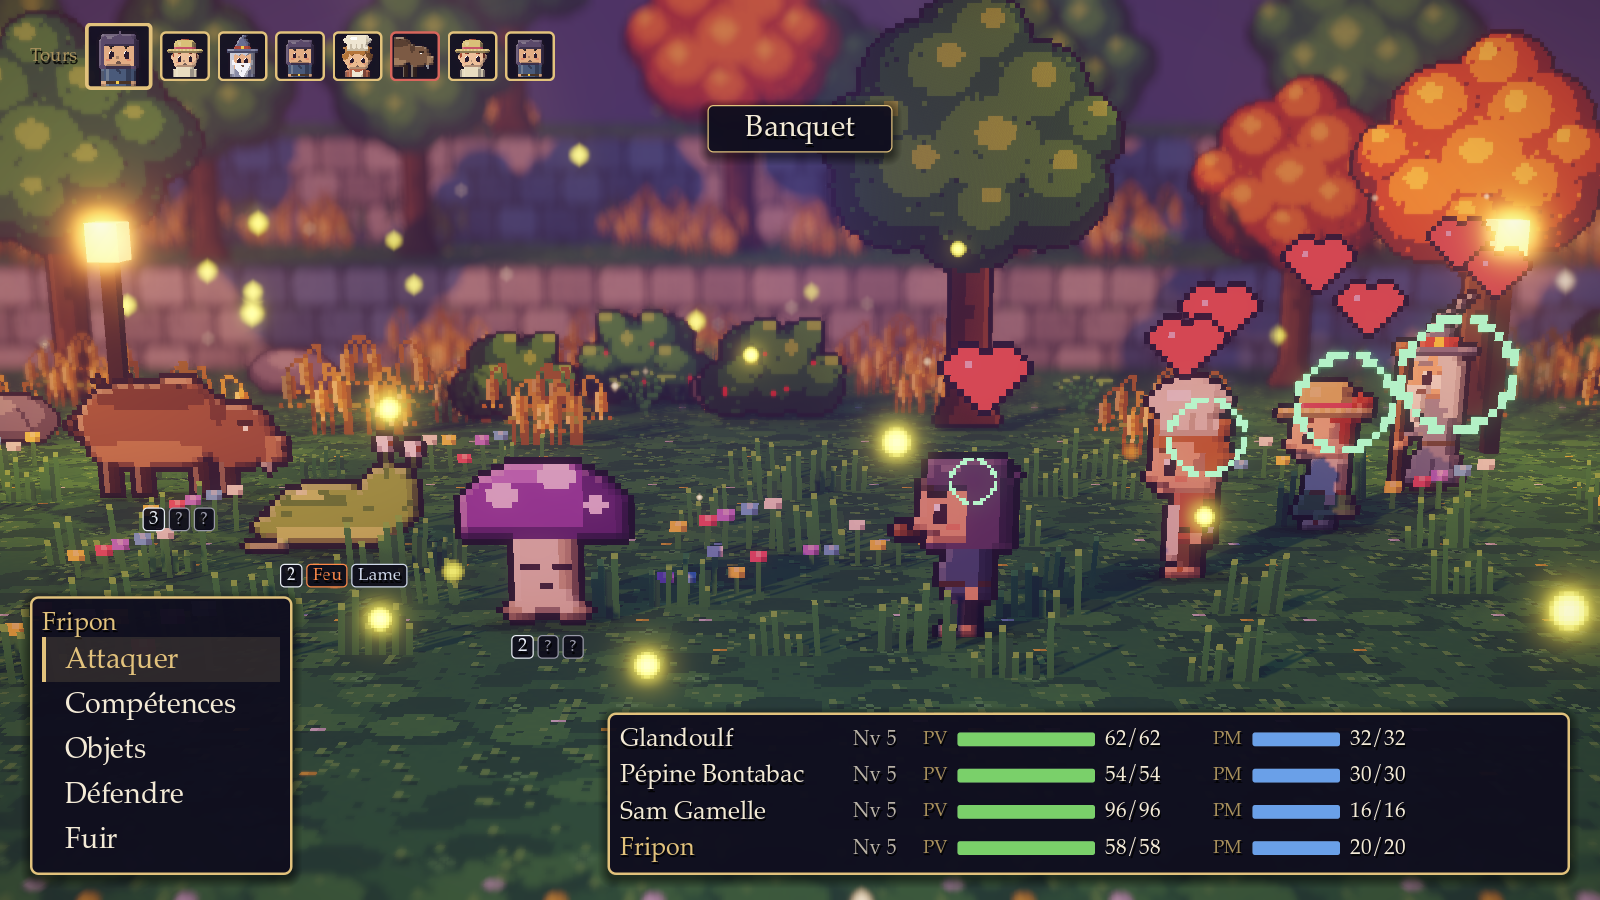 Tours
Banquet
3 ? ?
2 Feu Lame
2 ? ?
Fripon
Attaquer
Compétences
Objets
Défendre
Fuir
Glandoulf Nv 5 PV 62/62 PM 32/32
Pépine Bontabac Nv 5 PV 54/54 PM 30/30
Sam Gamelle Nv 5 PV 96/96 PM 16/16
Fripon Nv 5 PV 58/58 PM 20/20